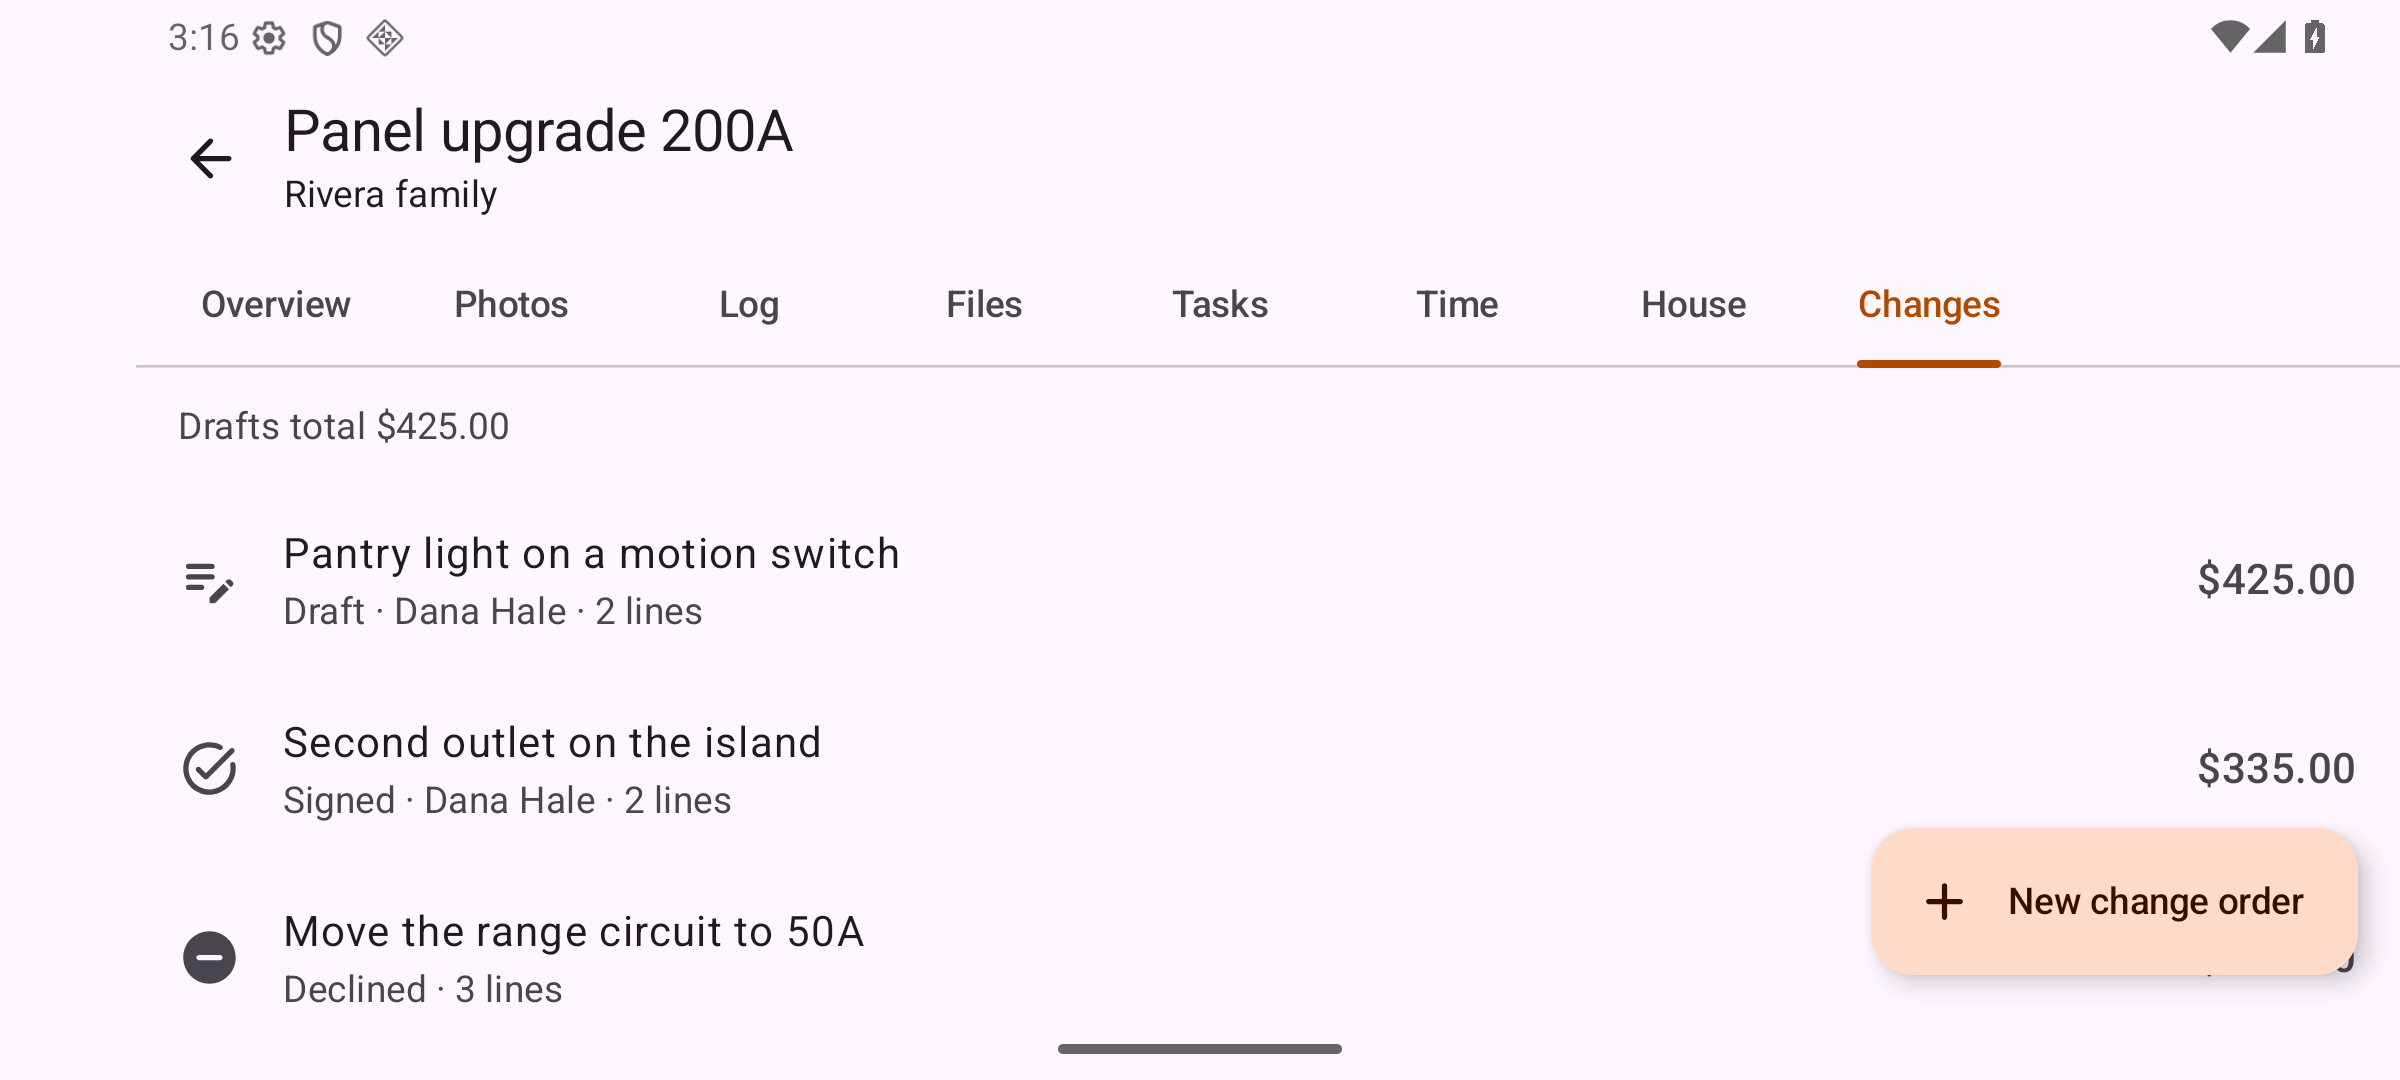 3:16
Panel upgrade 200A
Rivera family
Overview Photos Log Files Tasks Time House Changes
Drafts total $425.00
Pantry light on a motion switch
Draft · Dana Hale · 2 lines
$425.00
Second outlet on the island
Signed · Dana Hale · 2 lines
$335.00
Move the range circuit to 50A
Declined · 3 lines
New change order